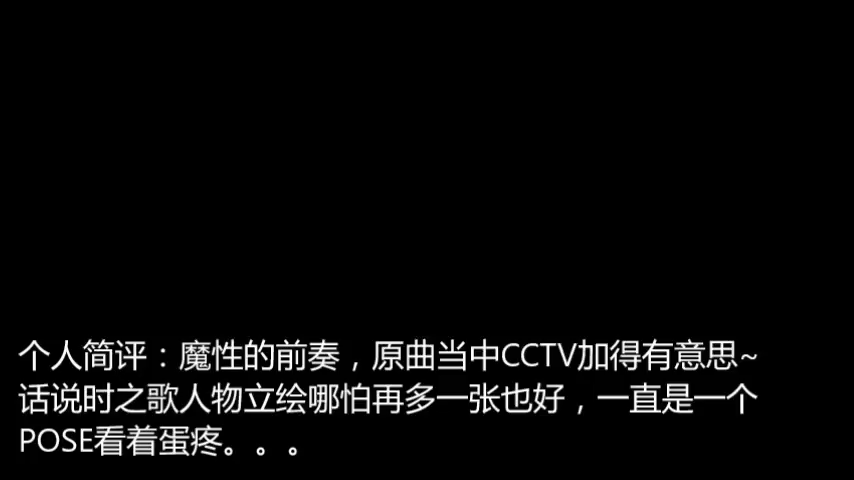 个人简评：魔性的前奏，原曲当中CCTV加得有意思~
话说时之歌人物立绘哪怕再多一张也好，一直是一个
POSE看着蛋疼。。。